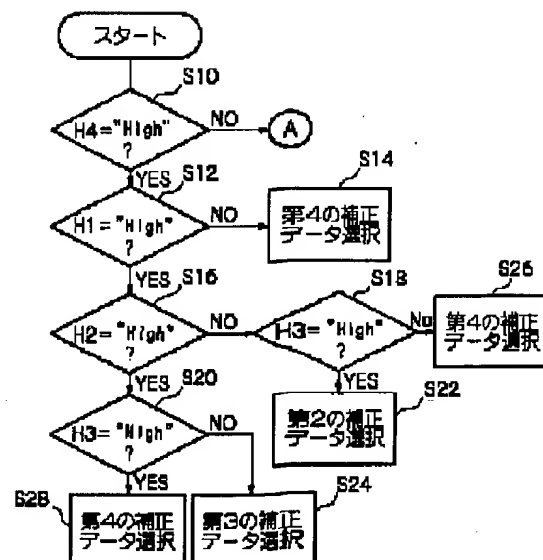 スタート
S10
H4="High"
?
NO
A
YES
S12
H1="High"
?
NO
S14
第4の補正
データ選択
YES
S16
H2="High"
?
NO
S18
H3="High"
?
No
S26
第4の補正
データ選択
YES
S20
YES
S22
第2の補正
データ選択
H3="High"
?
NO
YES
S28
第4の補正
データ選択
S24
第3の補正
データ選択